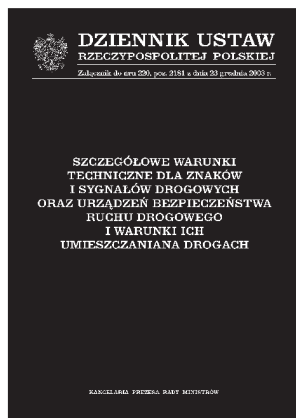 DZIENNIK USTAW
RZECZYPOSPOLITEJ POLSKIEJ
Załącznik do nru 220, poz. 2181 z dnia 23 grudnia 2003 r.
SZCZEGÓŁOWE WARUNKI
TECHNICZNE DLA ZNAKÓW
I SYGNAŁÓW DROGOWYCH
ORAZ URZĄDZEŃ BEZPIECZEŃSTWA
RUCHU DROGOWEGO
I WARUNKI ICH
UMIESZCZANIANA DROGACH
KANCELARIA PREZESA RADY MINISTRÓW